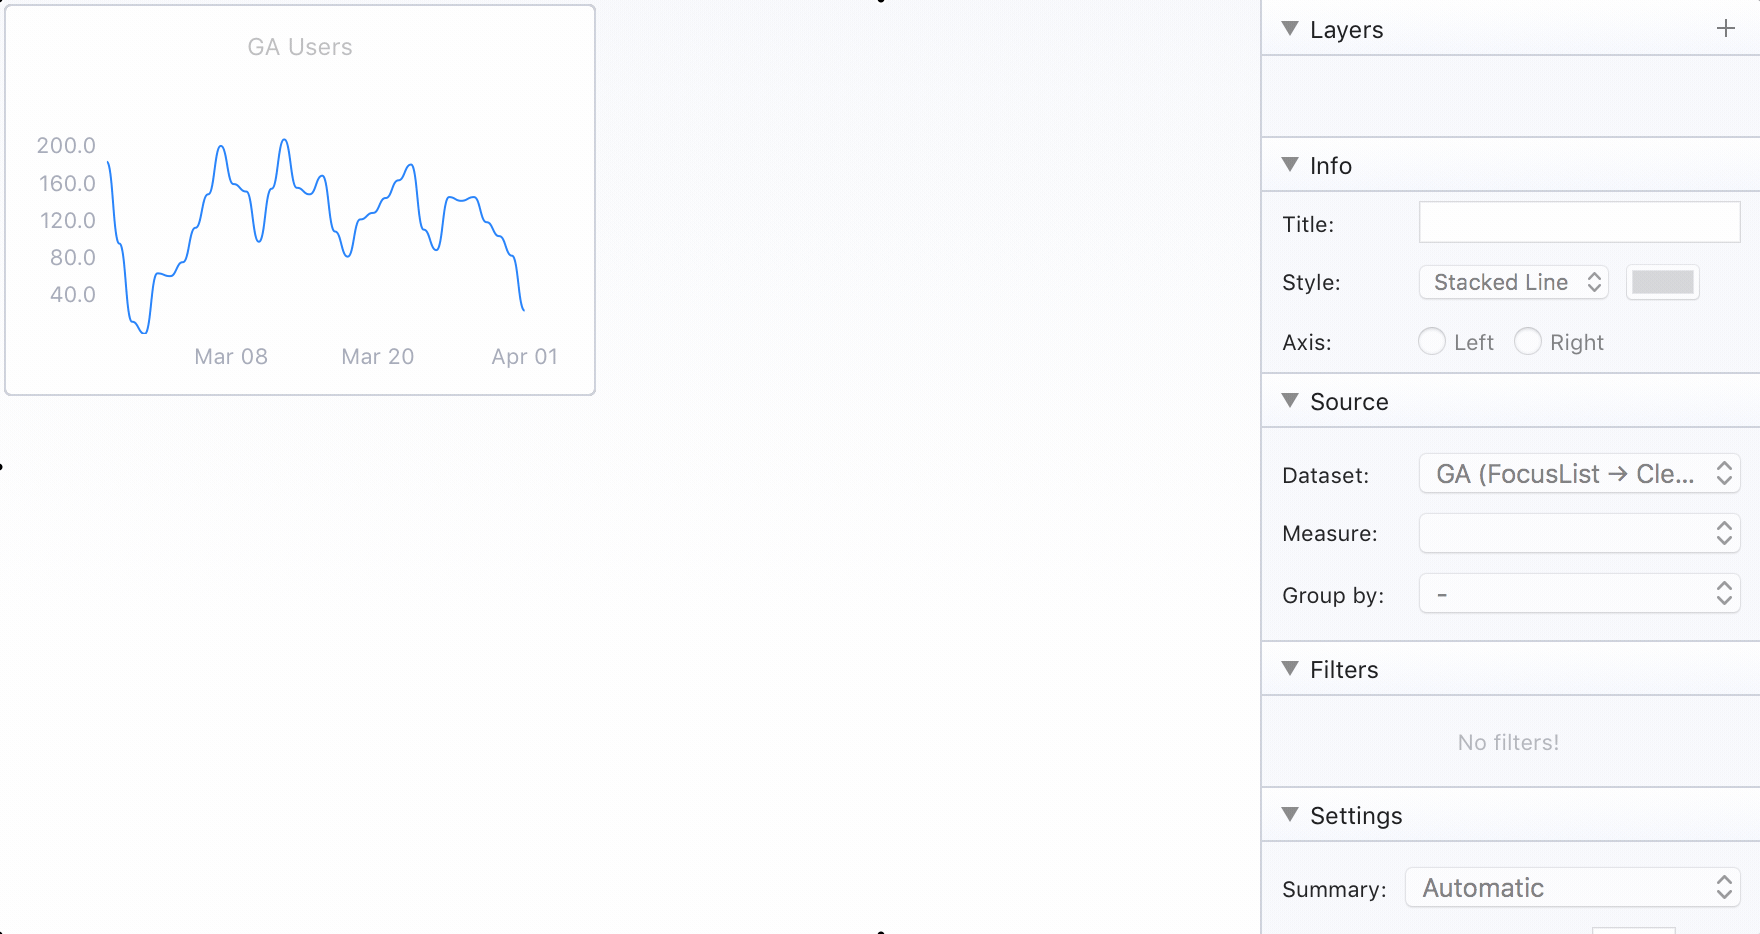 GA Users
200.0
160.0
120.0
80.0
40.0
Mar 08 Mar 20 Apr 01
Layers
Info
Title:
Style: Stacked Line
Axis: Left Right
Source
Dataset: GA (FocusList → Cle...
Measure:
Group by: -
Filters
No filters!
Settings
Summary: Automatic